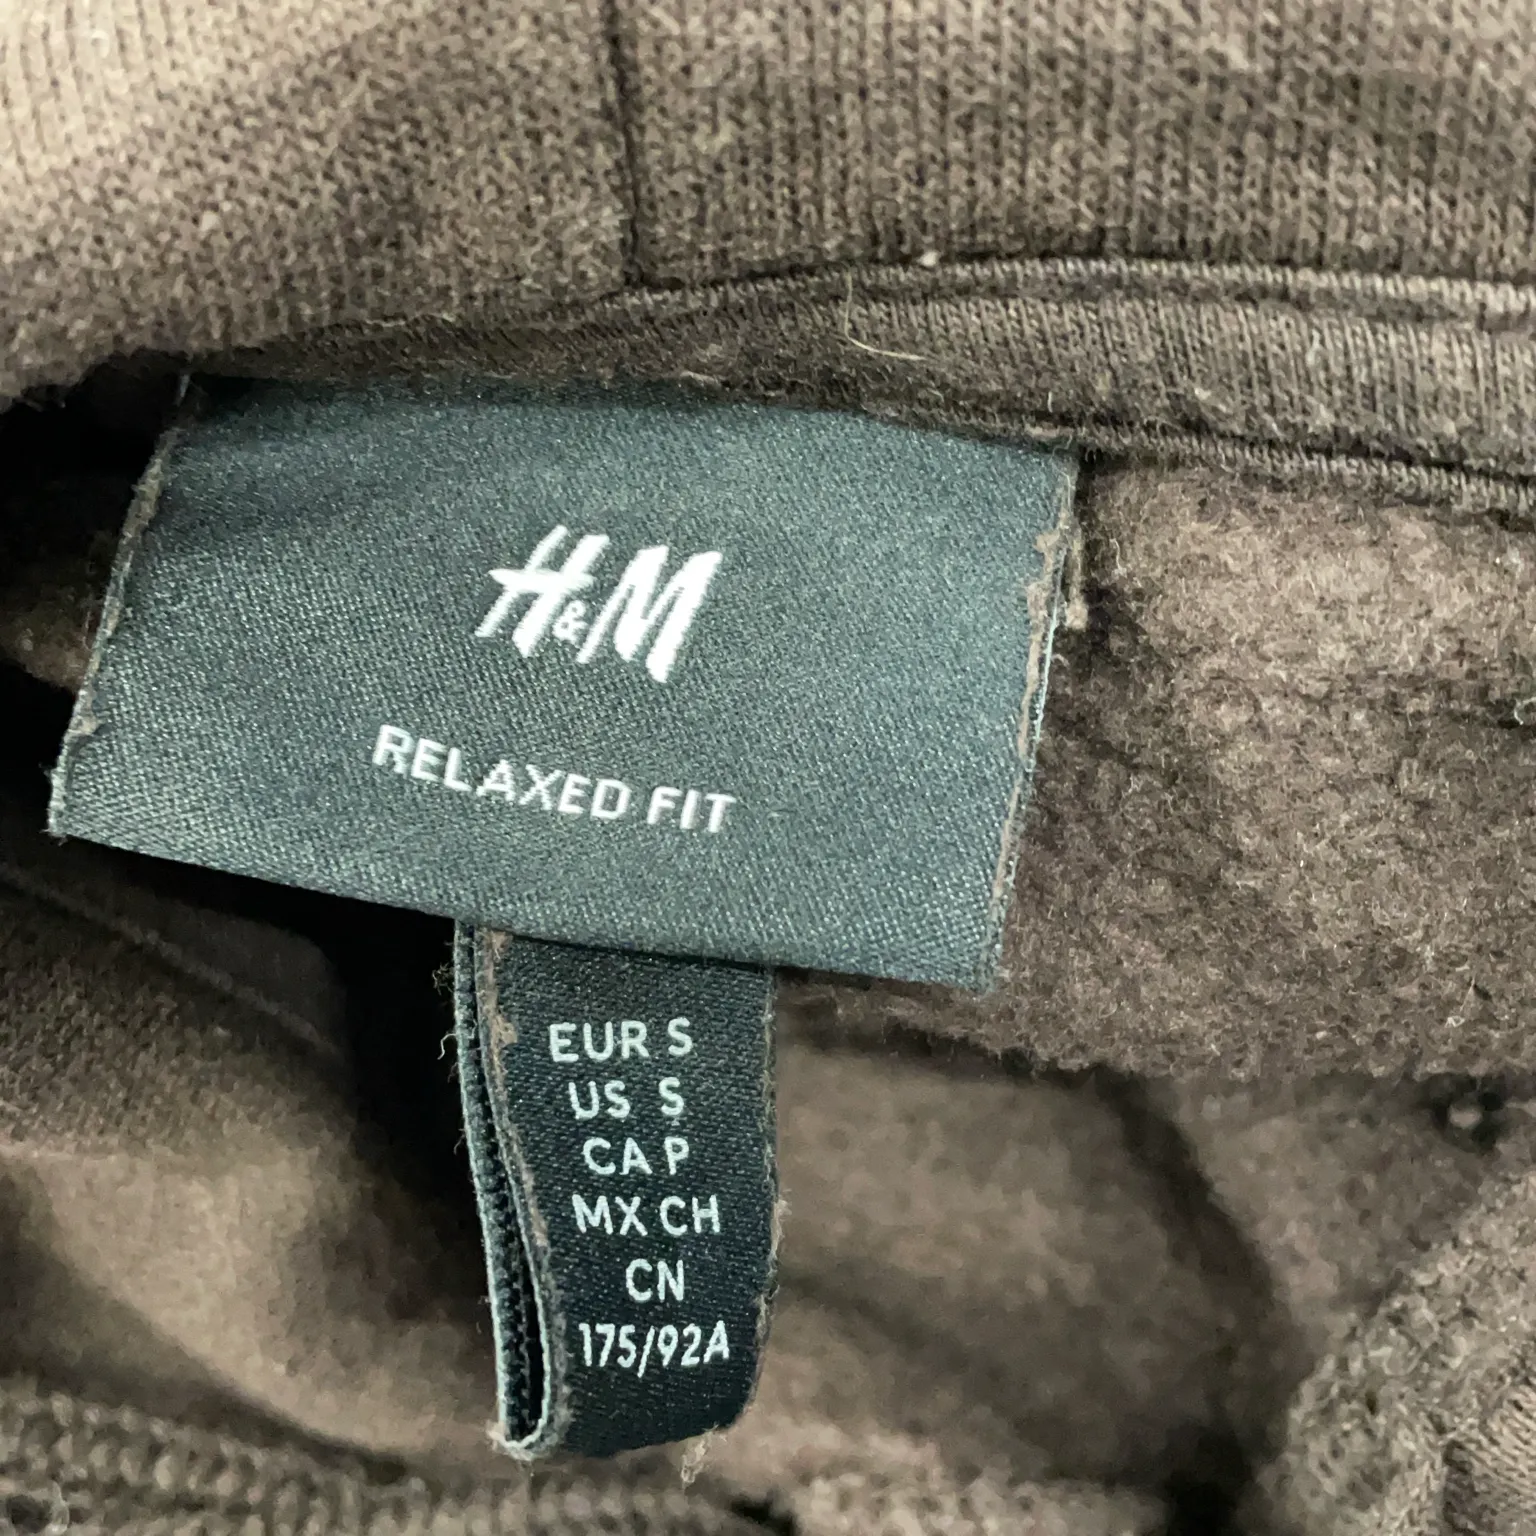 H&M
RELAXED FIT
EUR S
US S
CA P
MX CH
CN
175/92A